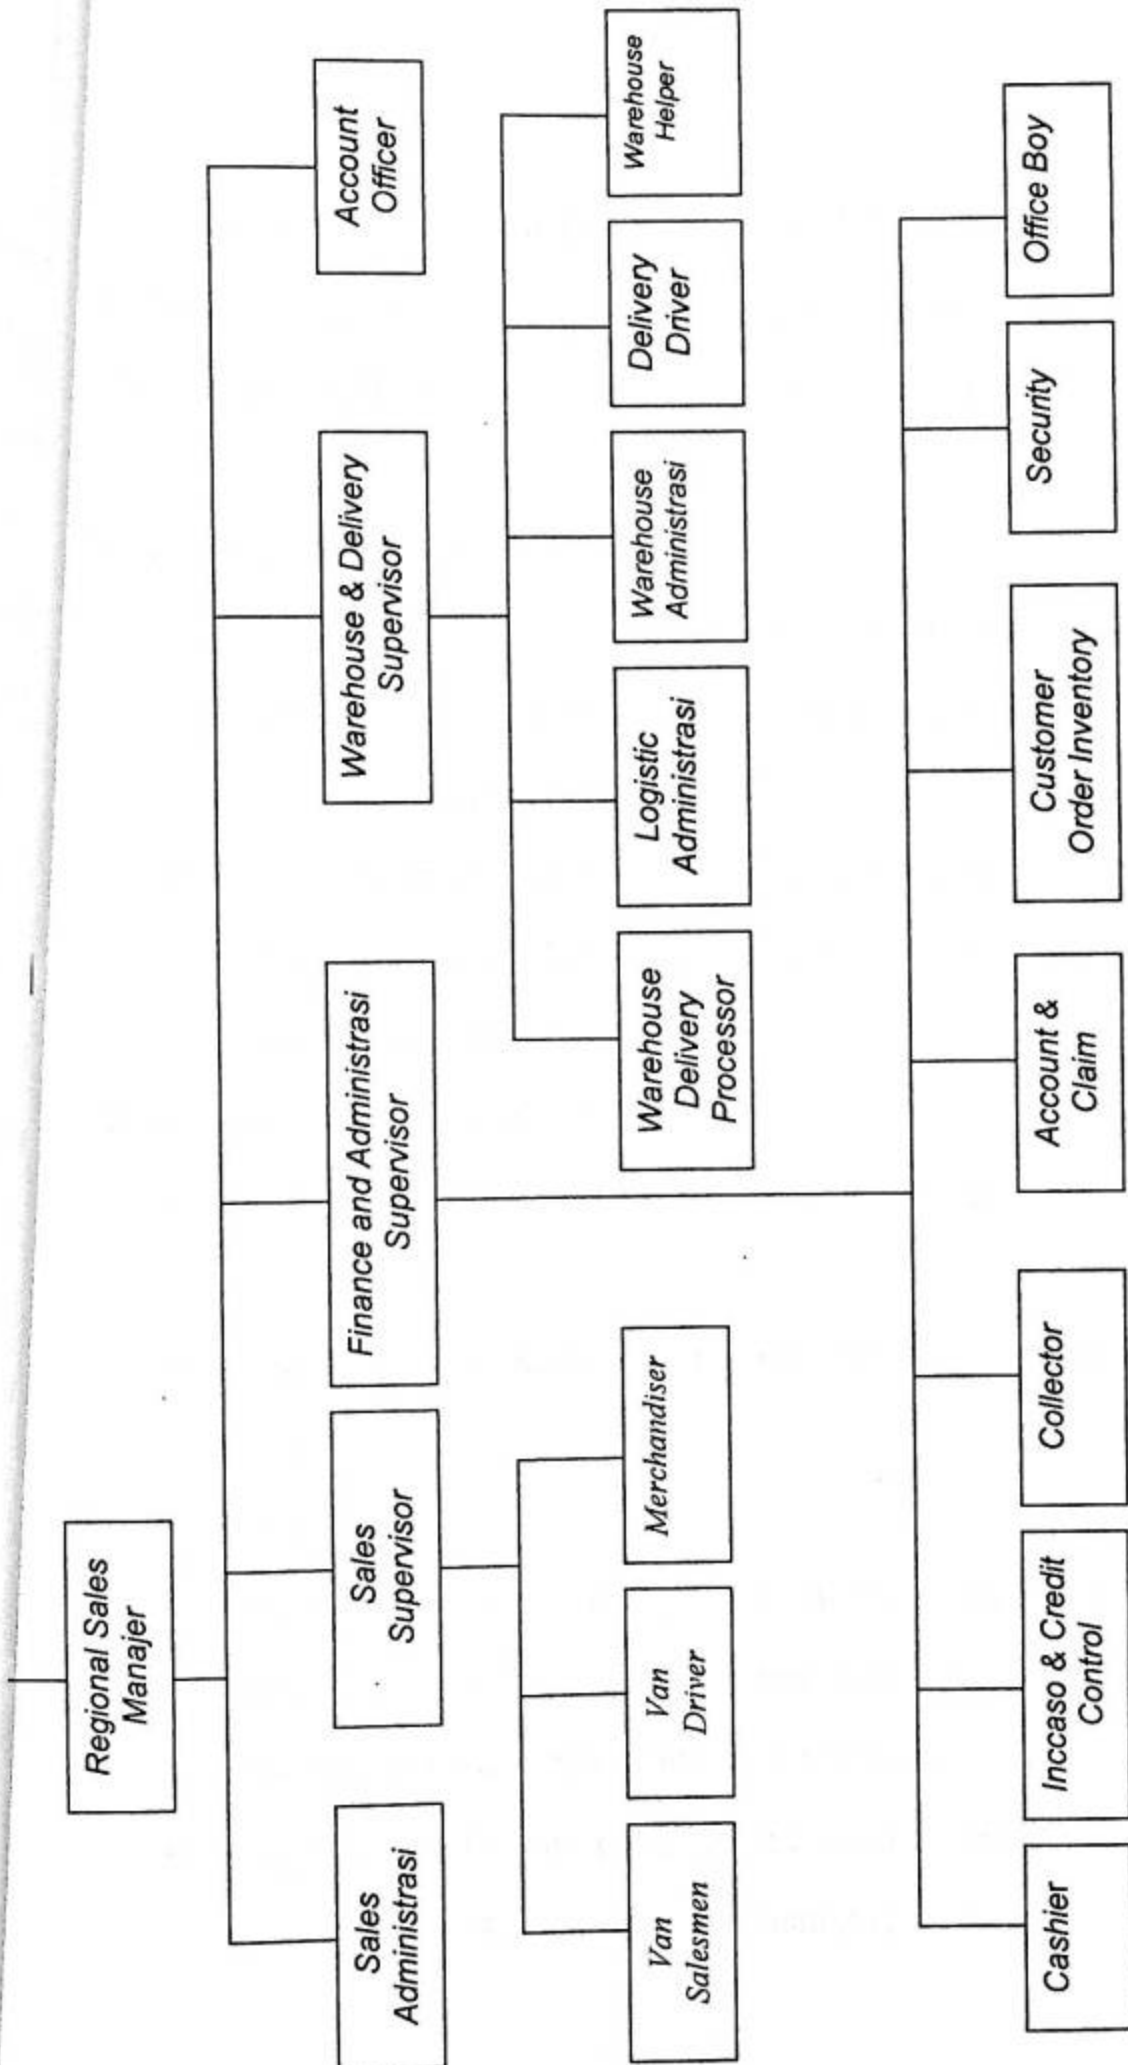 Regional Sales
Manajer
Sales
Administrasi
Sales
Supervisor
Finance and Administrasi
Supervisor
Warehouse & Delivery
Supervisor
Account
Officer
Van
Salesmen
Van
Driver
Merchandiser
Warehouse
Delivery
Processor
Logistic
Administrasi
Warehouse
Administrasi
Delivery
Driver
Warehouse
Helper
Cashier
Inccaso & Credit
Control
Collector
Account &
Claim
Customer
Order Inventory
Security
Office Boy